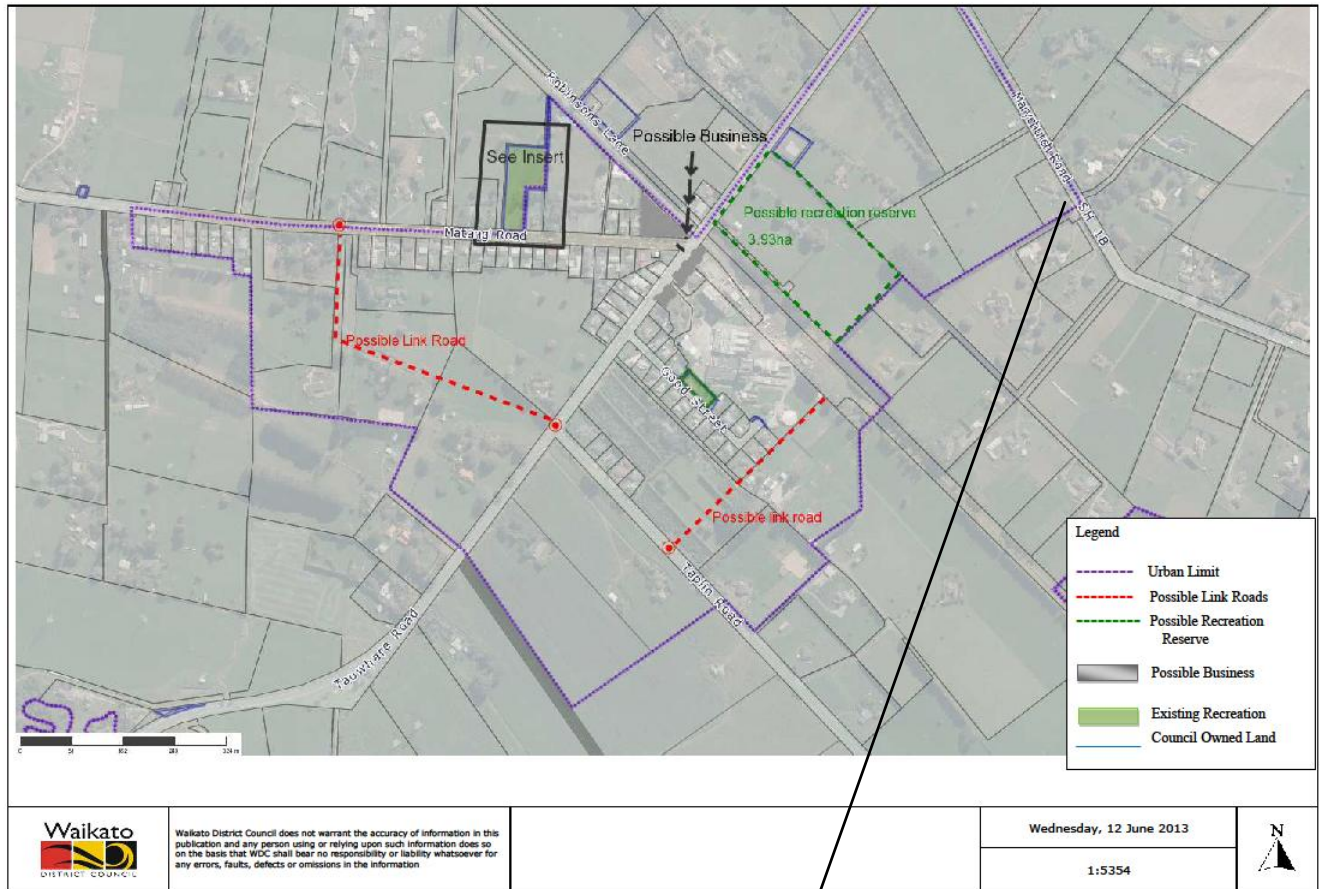 Robinsons Lane
Possible Business
See Insert
Marychurch Road
SH 1B
Possible recreation reserve
3.93ha
Matangi Road
Possible Link Road
Good Street
Possible link road
Taplin Road
Tauwhare Road
Legend
Urban Limit
Possible Link Roads
Possible Recreation
Reserve
Possible Business
Existing Recreation
Council Owned Land
Waikato
DISTRICT COUNCIL
Waikato District Council does not warrant the accuracy of information in this
publication and any person using or relying upon such information does so
on the basis that WDC shall bear no responsibility or liability whatsoever for
any errors, faults, defects or omissions in the information
Wednesday, 12 June 2013
1:5354
N